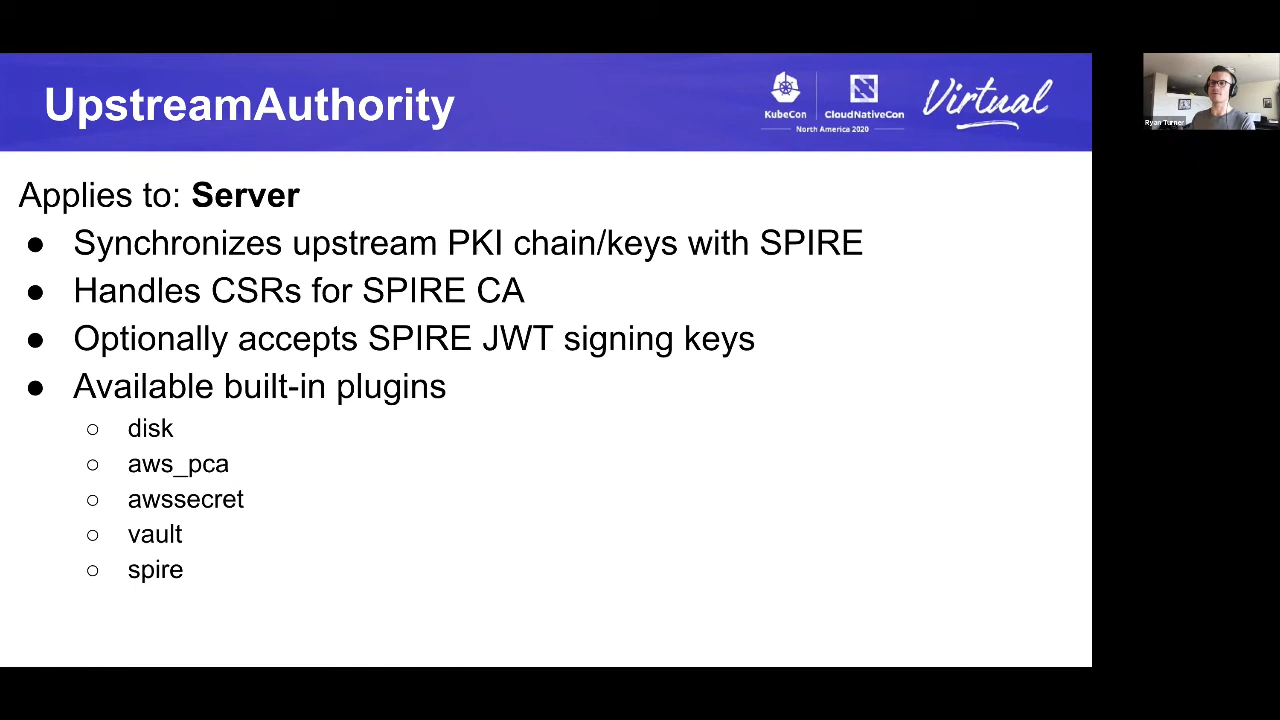 UpstreamAuthority
KubeCon
CloudNativeCon
North America 2020
Virtual
Ryan Turner
Applies to: Server
● Synchronizes upstream PKI chain/keys with SPIRE
● Handles CSRs for SPIRE CA
● Optionally accepts SPIRE JWT signing keys
● Available built-in plugins
○ disk
○ aws_pca
○ awssecret
○ vault
○ spire